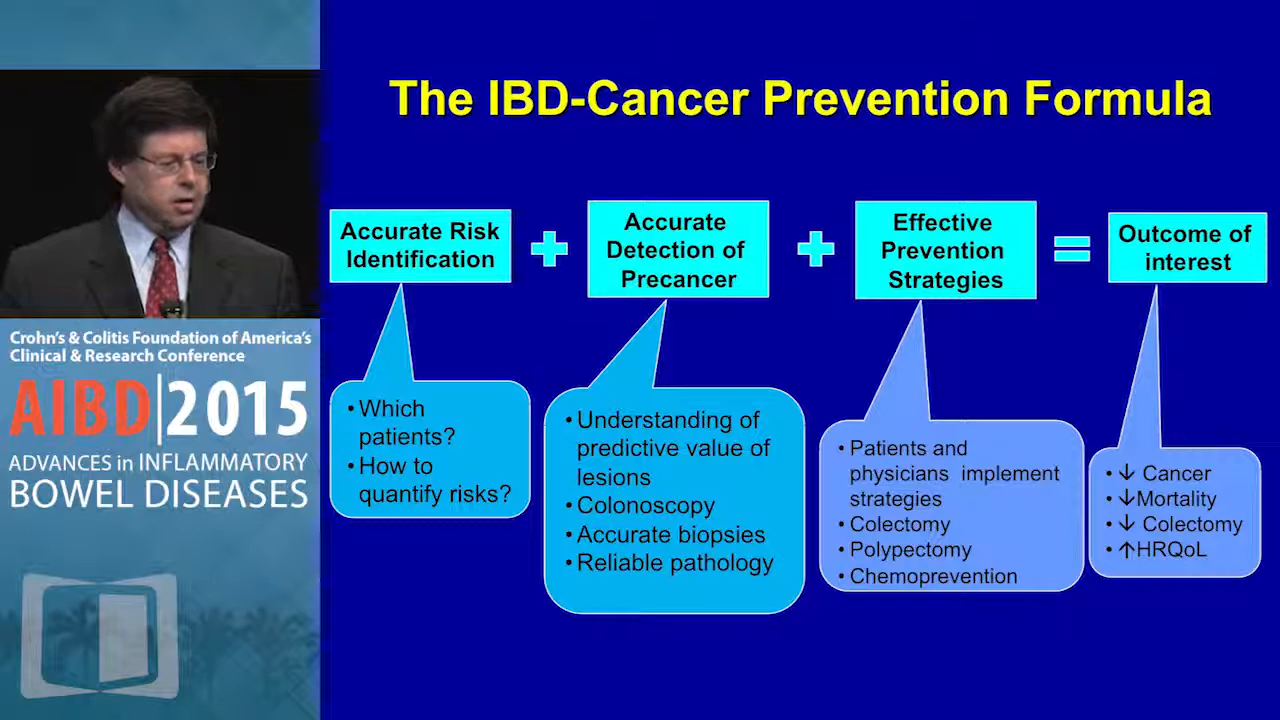 The IBD-Cancer Prevention Formula
Accurate Risk
Identification
+
Accurate
Detection of
Precancer
+
Effective
Prevention
Strategies
=
Outcome of
interest
• Which
patients?
• How to
quantify risks?
• Understanding of
predictive value of
lesions
• Colonoscopy
• Accurate biopsies
• Reliable pathology
• Patients and
physicians implement
strategies
• Colectomy
• Polypectomy
• Chemoprevention
• ↓ Cancer
• ↓Mortality
• ↓ Colectomy
• ↑HRQoL
Crohn's & Colitis Foundation of America's
Clinical & Research Conference
AIBD|2015
ADVANCES in INFLAMMATORY
BOWEL DISEASES